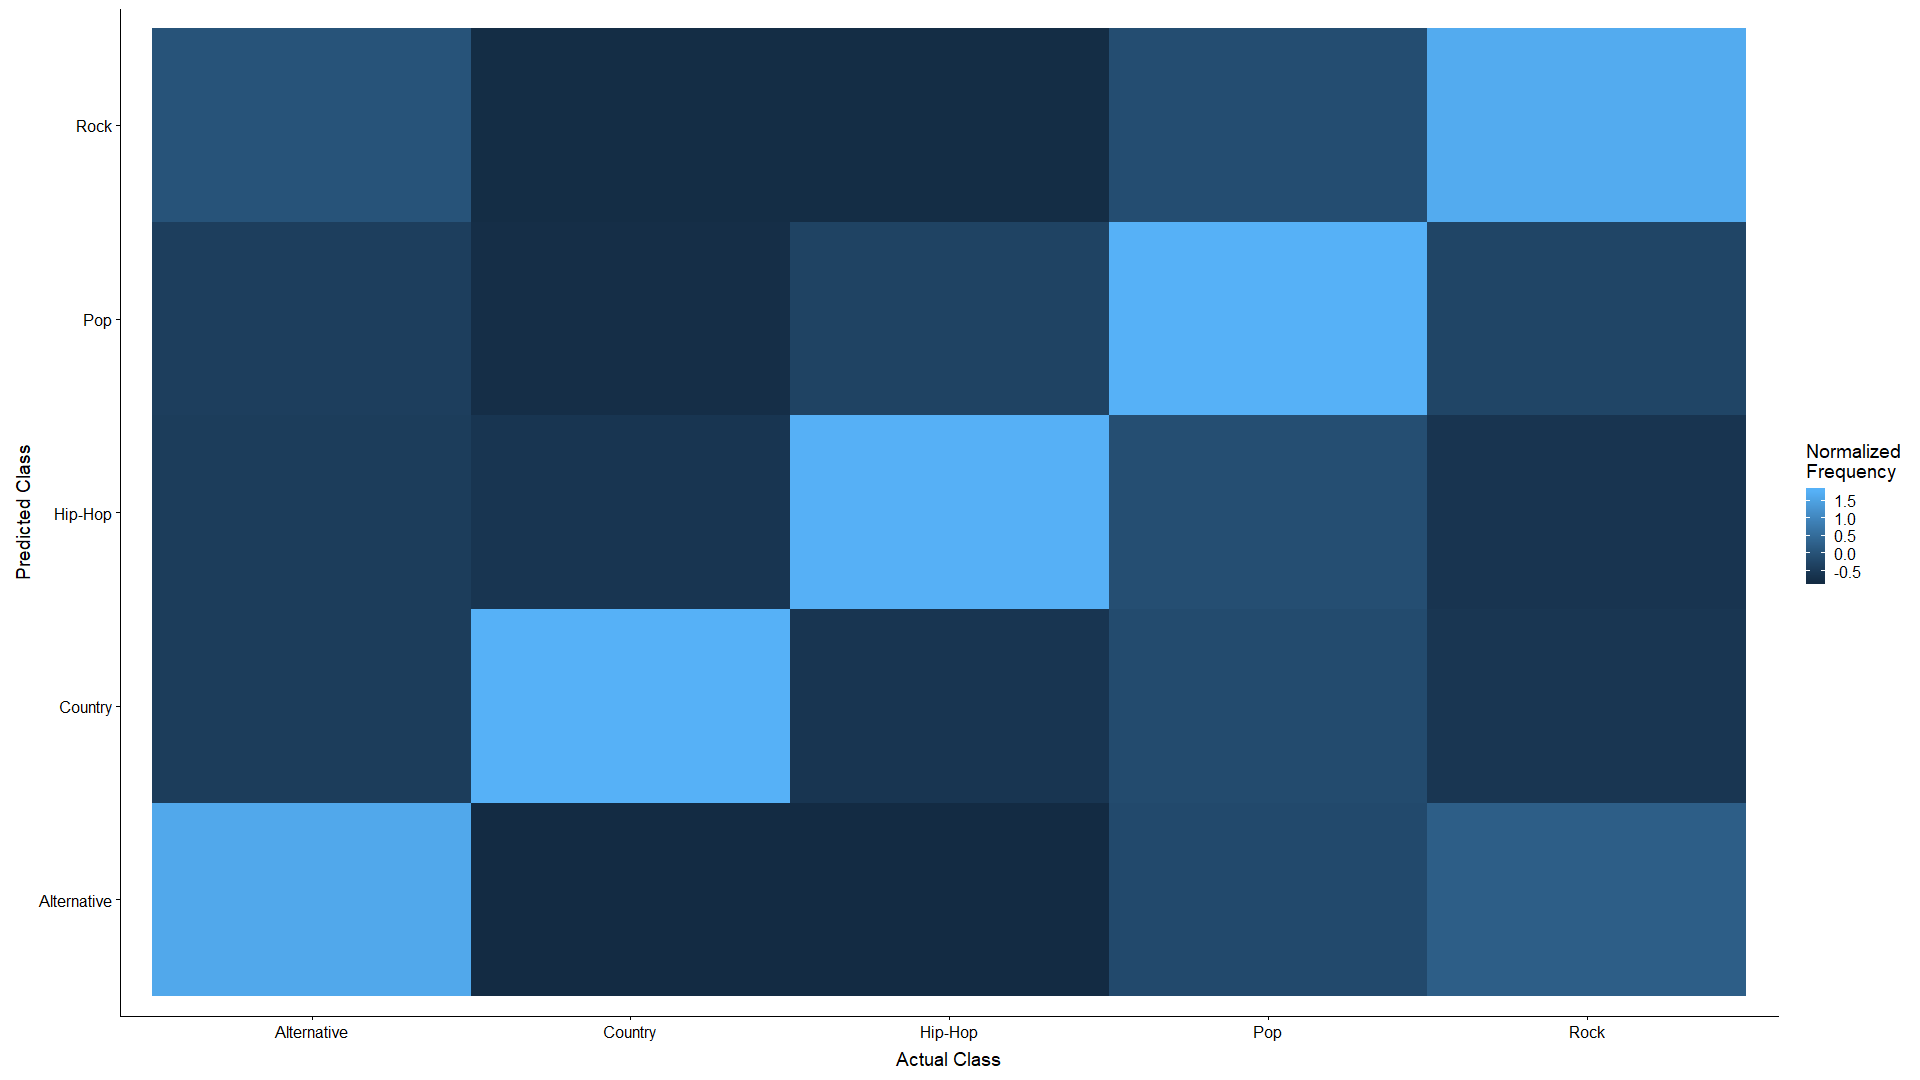 Rock
Pop
Hip-Hop
Country
Alternative
Predicted Class
Alternative Country Hip-Hop Pop Rock
Actual Class
Normalized
Frequency
1.5
1.0
0.5
0.0
-0.5